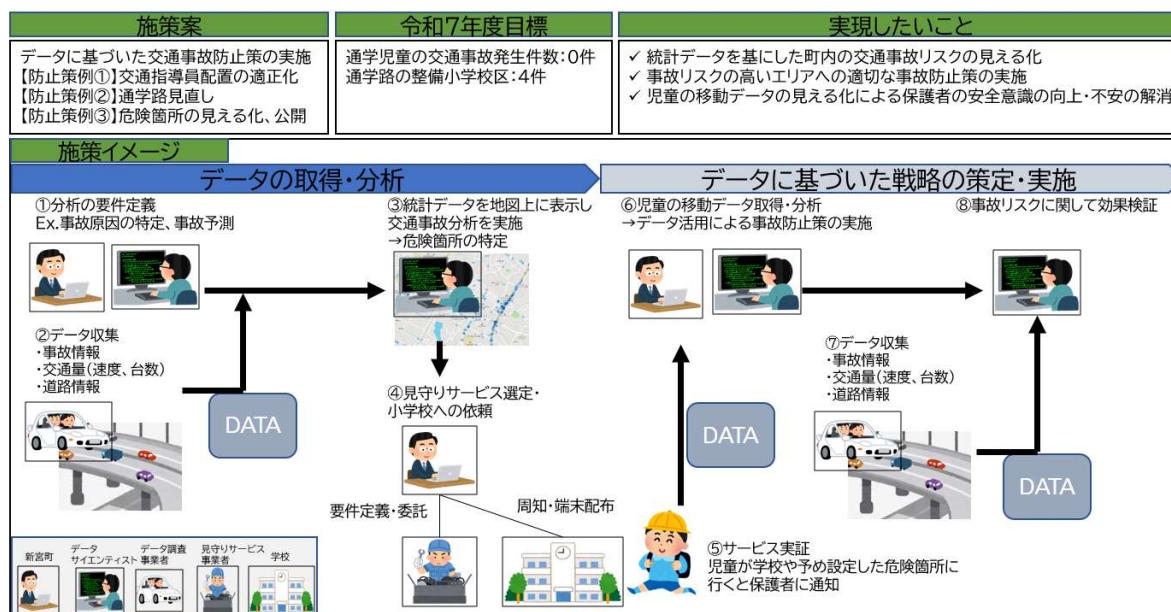 施策案
データに基づいた交通事故防止策の実施
【防止策例①】交通指導員配置の適正化
【防止策例②】通学路見直し
【防止策例③】危険箇所の見える化、公開
令和7年度目標
通学児童の交通事故発生件数:0件
通学路の整備小学校区:4件
実現したいこと
✓ 統計データを基にした町内の交通事故リスクの見える化
✓ 事故リスクの高いエリアへの適切な事故防止策の実施
✓ 児童の移動データの見える化による保護者の安全意識の向上・不安の解消
施策イメージ
データの取得・分析
データに基づいた戦略の策定・実施
①分析の要件定義
Ex.事故原因の特定、事故予測
②データ収集
・事故情報
・交通量(速度、台数)
・道路情報
DATA
③統計データを地図上に表示し
交通事故分析を実施
→危険箇所の特定
④見守りサービス選定・
小学校への依頼
要件定義・委託
周知・端末配布
⑥児童の移動データ取得・分析
→データ活用による事故防止策の実施
DATA
⑤サービス実証
児童が学校や予め設定した危険箇所に
行くと保護者に通知
⑧事故リスクに関して効果検証
⑦データ収集
・事故情報
・交通量(速度、台数)
・道路情報
DATA
新宮町
データ
サイエンティスト
データ調査
事業者
見守りサービス
事業者
学校